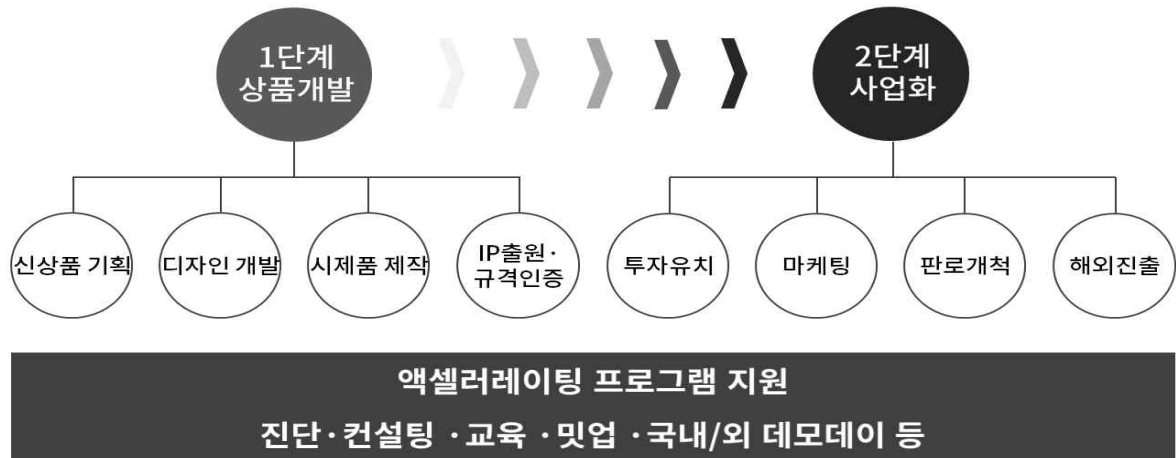 1단계
상품개발
2단계
사업화
신상품 기획
디자인 개발
시제품 제작
IP출원·
규격인증
투자유치
마케팅
판로개척
해외진출
액셀러레이팅 프로그램 지원
진단·컨설팅 ·교육 ·밋업 ·국내/외 데모데이 등